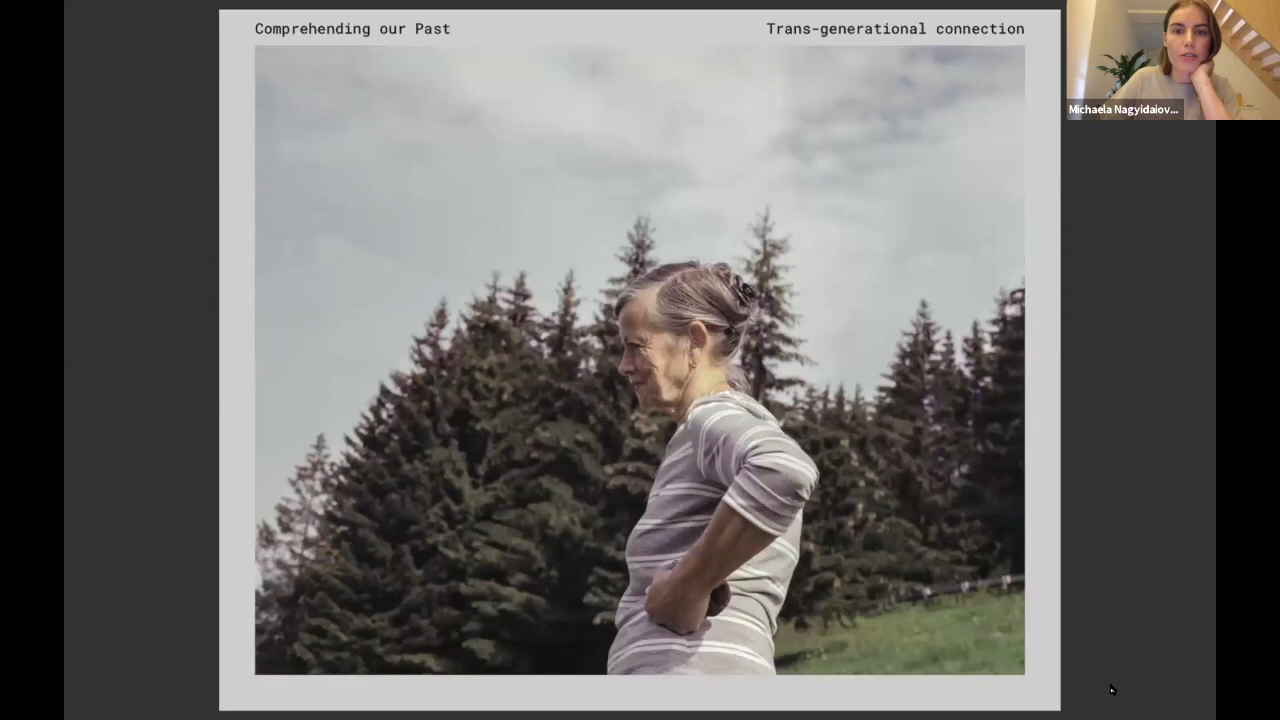 Comprehending our Past
Trans-generational connection
Michaela Nagyidaiov...